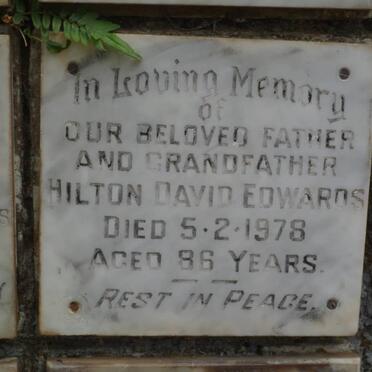 In Loving Memory
of
OUR BELOVED FATHER
AND GRANDFATHER
HILTON DAVID EDWARDS
DIED 5·2·1978
AGED 86 YEARS.
REST IN PEACE.